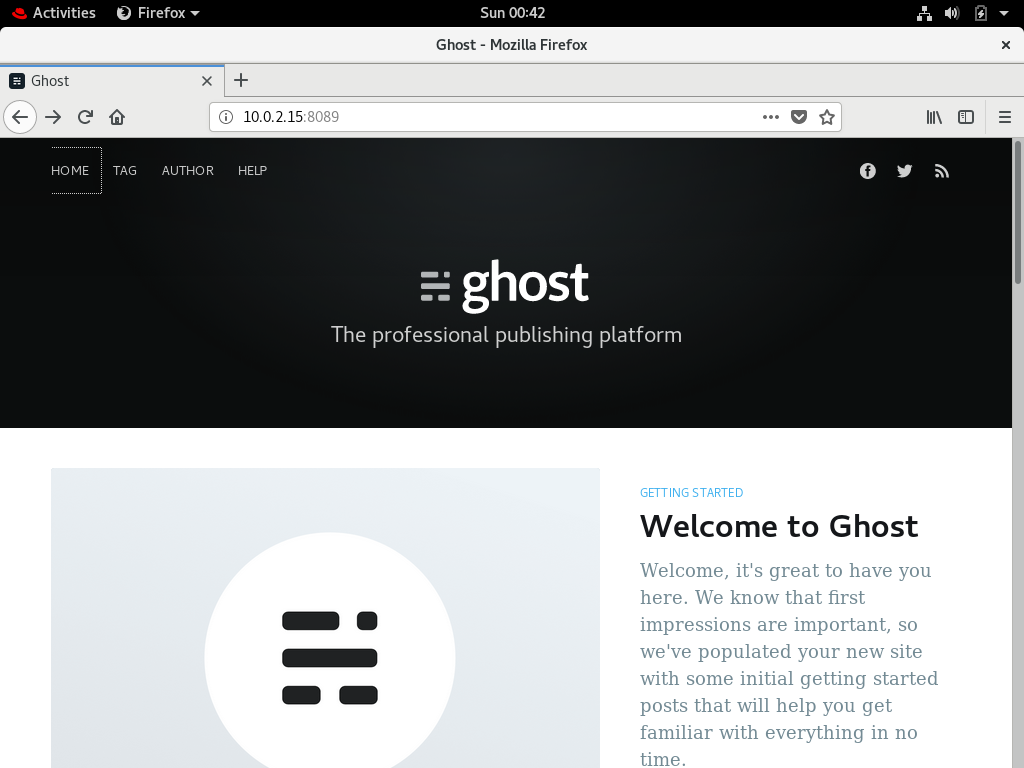 Activities Firefox Sun 00:42
Ghost - Mozilla Firefox
Ghost
10.0.2.15:8089
HOME TAG AUTHOR HELP
ghost
The professional publishing platform
GETTING STARTED
Welcome to Ghost
Welcome, it's great to have you
here. We know that first
impressions are important, so
we've populated your new site
with some initial getting started
posts that will help you get
familiar with everything in no
time.